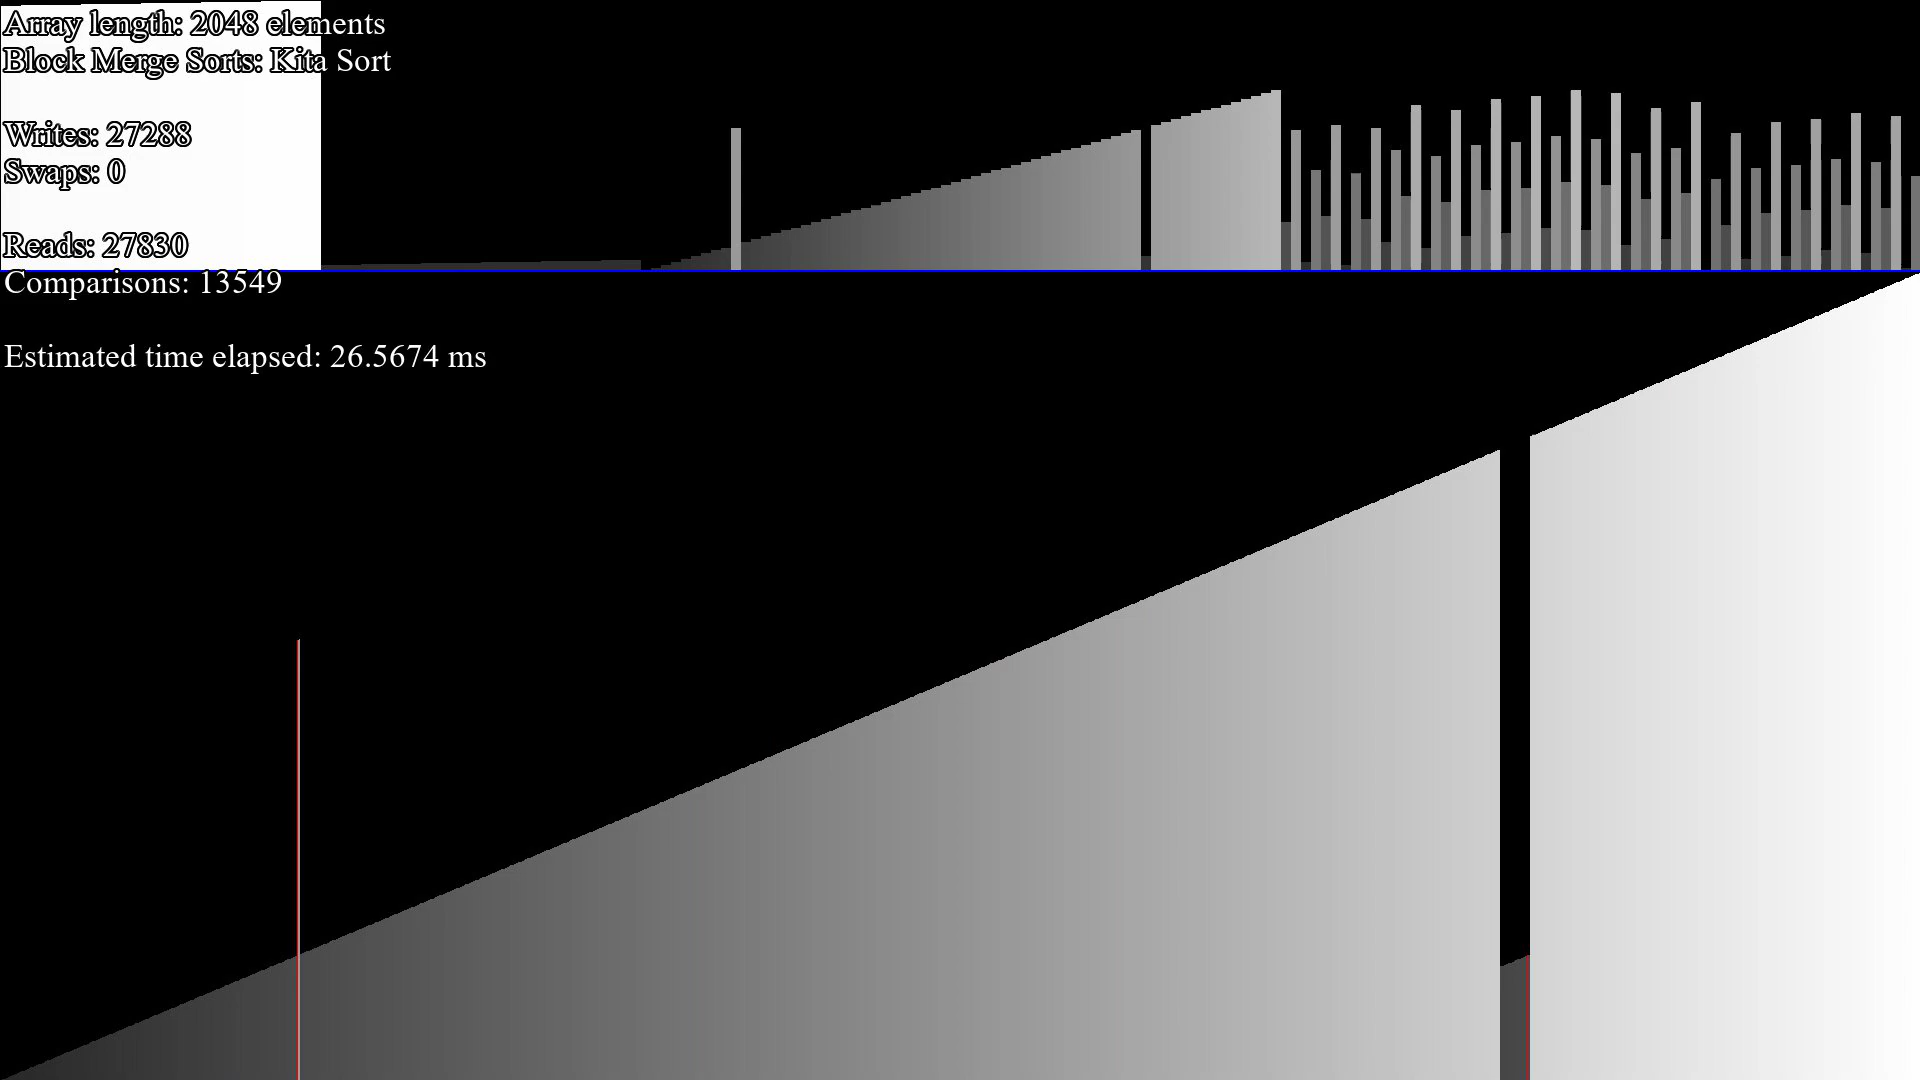 Array length: 2048 elements
Block Merge Sorts: Kita Sort
Writes: 27288
Swaps: 0
Reads: 27830
Comparisons: 13549
Estimated time elapsed: 26.5674 ms